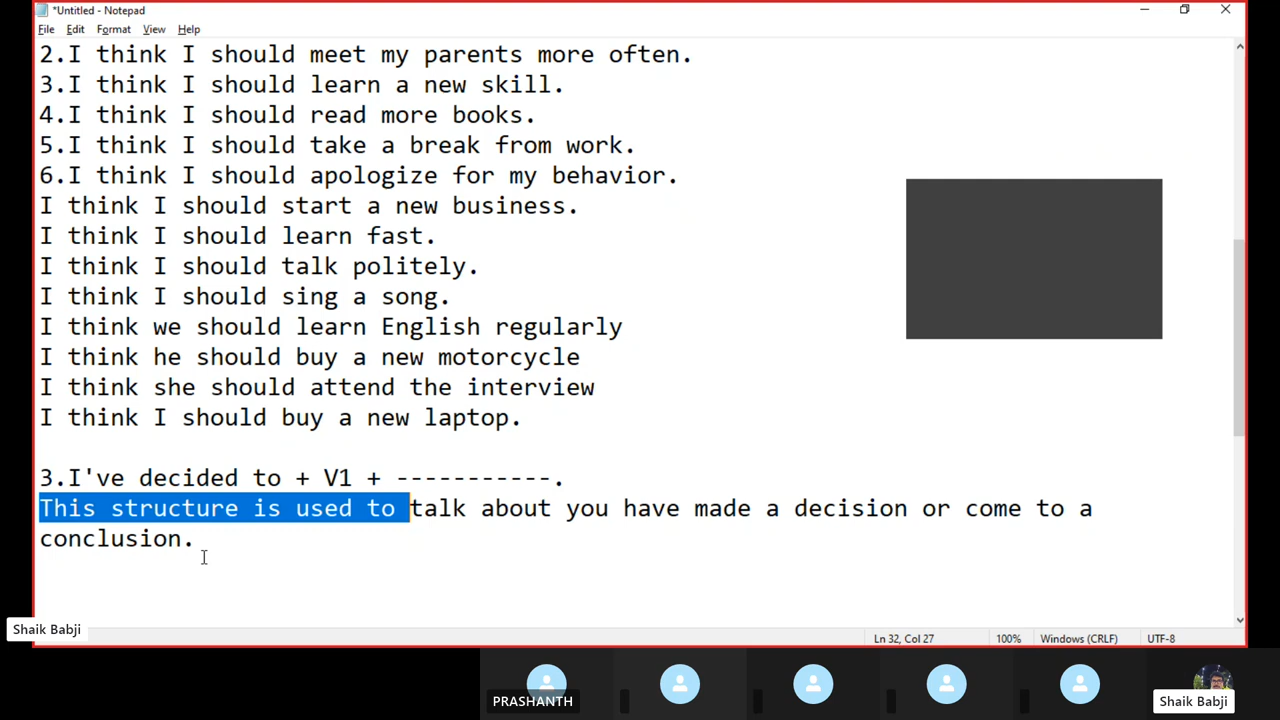 *Untitled - Notepad
File Edit Format View Help
2.I think I should meet my parents more often.
3.I think I should learn a new skill.
4.I think I should read more books.
5.I think I should take a break from work.
6.I think I should apologize for my behavior.
I think I should start a new business.
I think I should learn fast.
I think I should talk politely.
I think I should sing a song.
I think we should learn English regularly
I think he should buy a new motorcycle
I think she should attend the interview
I think I should buy a new laptop.
3.I've decided to + V1 + -----------.
This structure is used to talk about you have made a decision or come to a
conclusion.
Shaik Babji
Ln 32, Col 27 100% Windows (CRLF) UTF-8
PRASHANTH
Shaik Babji